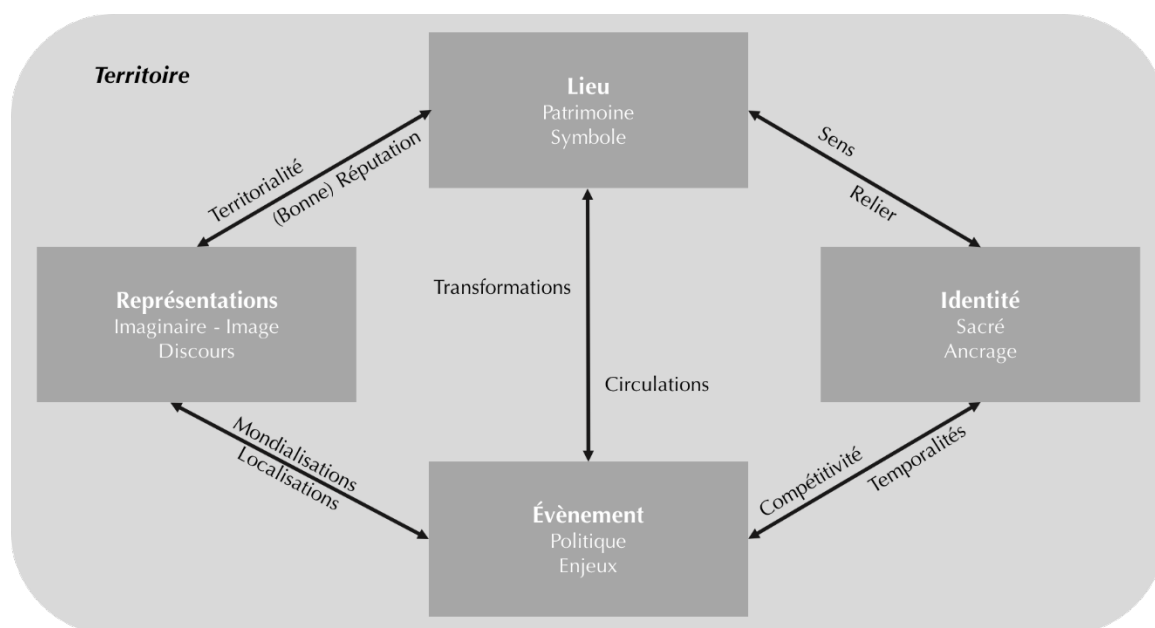 Territoire
Lieu
Patrimoine
Symbole
Territorialité
(Bonne) Réputation
Sens
Relier
Représentations
Imaginaire - Image
Discours
Transformations
Circulations
Identité
Sacré
Ancrage
Mondialisations
Localisations
Compétitivité
Temporalités
Évènement
Politique
Enjeux